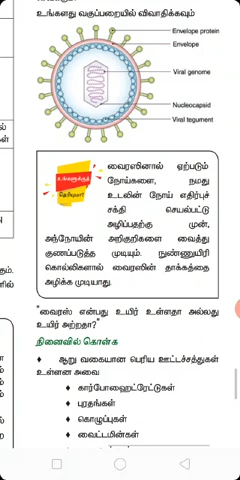 உங்களது வகுப்பறையில் விவாதிக்கவும்
Envelope protein
Envelope
Viral genome
Nucleocapsid
Viral tegument
உங்களுக்குத்
தெரியுமா?
வைரஸினால் ஏற்படும்
நோய்களை, நமது
உடலின் நோய் எதிர்ப்புச்
சக்தி செயல்பட்டு
அழிப்பதற்கு முன்,
அந்நோயின் அறிகுறிகளை வைத்து
குணப்படுத்த முடியும். நுண்ணுயிரி
கொல்லிகளால் வைரஸின் தாக்கத்தை
அழிக்க முடியாது.
"வைரஸ் என்பது உயிர் உள்ளதா அல்லது
உயிர் அற்றதா?"
நினைவில் கொள்க
♦ ஆறு வகையான பெரிய ஊட்டச்சத்துகள்
உள்ளன அவை
♦ கார்போஹைட்ரேட்டுகள்
♦ புரதங்கள்
♦ கொழுப்புகள்
♦ வைட்டமின்கள்